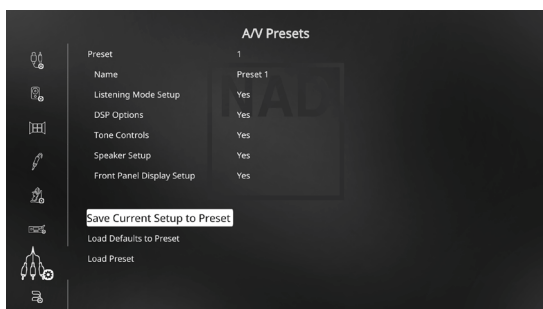 A/V Presets
Preset 1
Name Preset 1
Listening Mode Setup Yes
DSP Options Yes
Tone Controls Yes
Speaker Setup Yes
Front Panel Display Setup Yes
Save Current Setup to Preset
Load Defaults to Preset
Load Preset
NAD